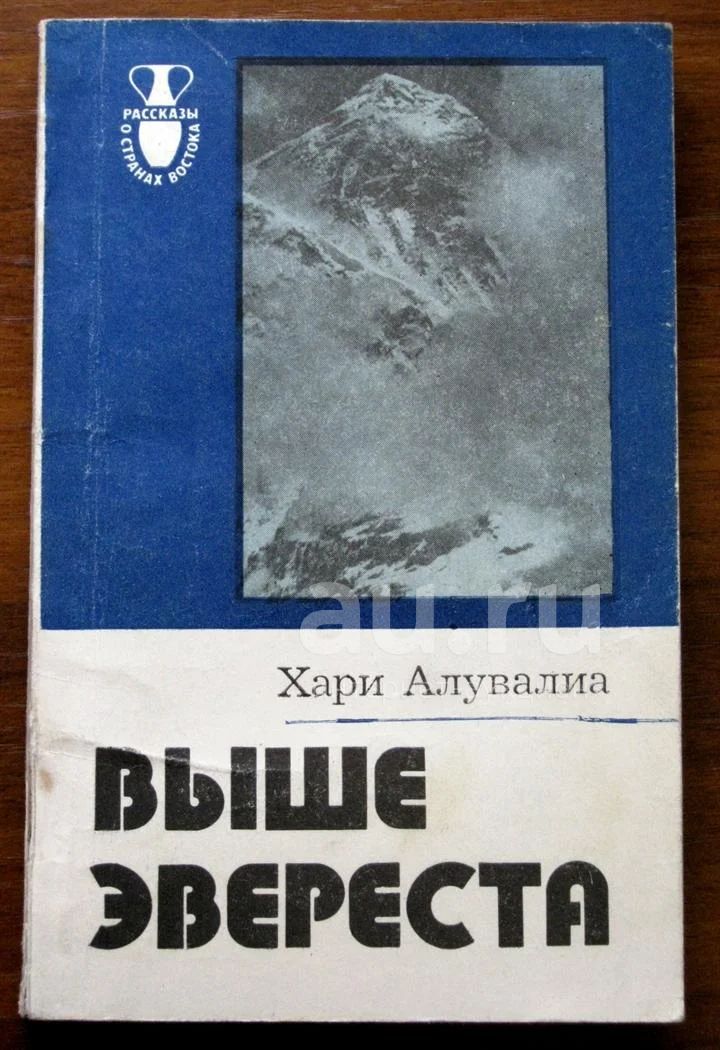 РАССКАЗЫ
О СТРАНАХ ВОСТОКА
au.ru
Хари Алувалиа
ВЫШЕ
ЭВЕРЕСТА